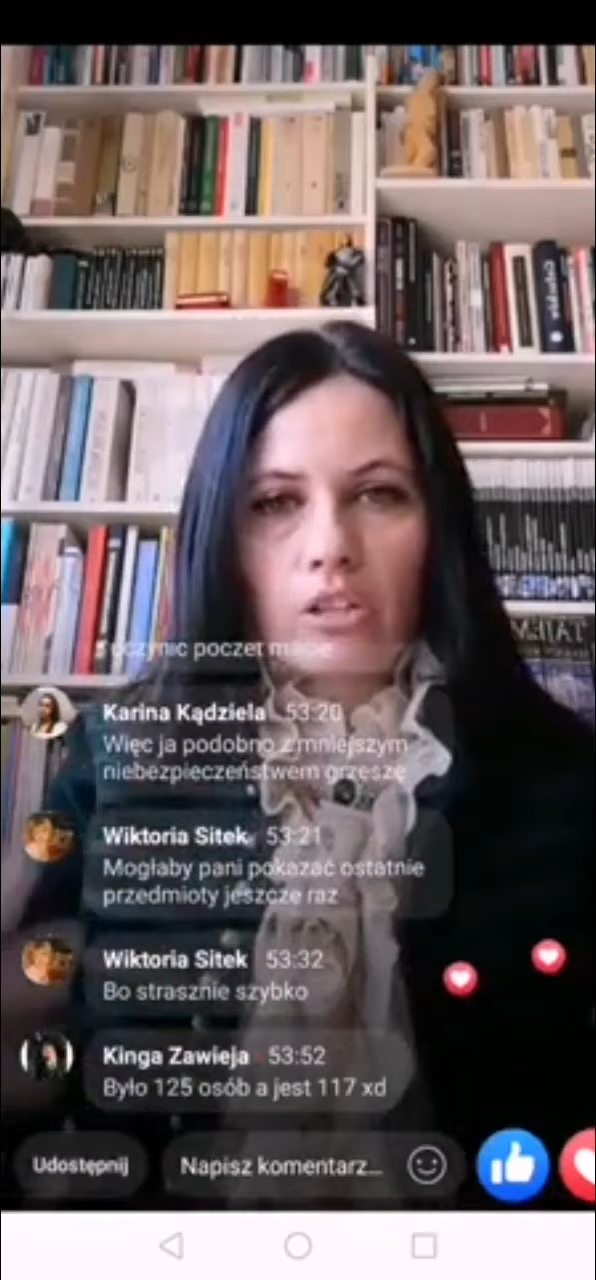 uczynic poczet macie
Karina Kądziela 53:20
Więc ja podobno z mniejszym
niebezpieczeństwem grzeszę
Wiktoria Sitek 53:21
Mogłaby pani pokazać ostatnie
przedmioty jeszcze raz
Wiktoria Sitek 53:32
Bo strasznie szybko
Kinga Zawieja 53:52
Było 125 osób a jest 117 xd
Udostępnij
Napisz komentarz...